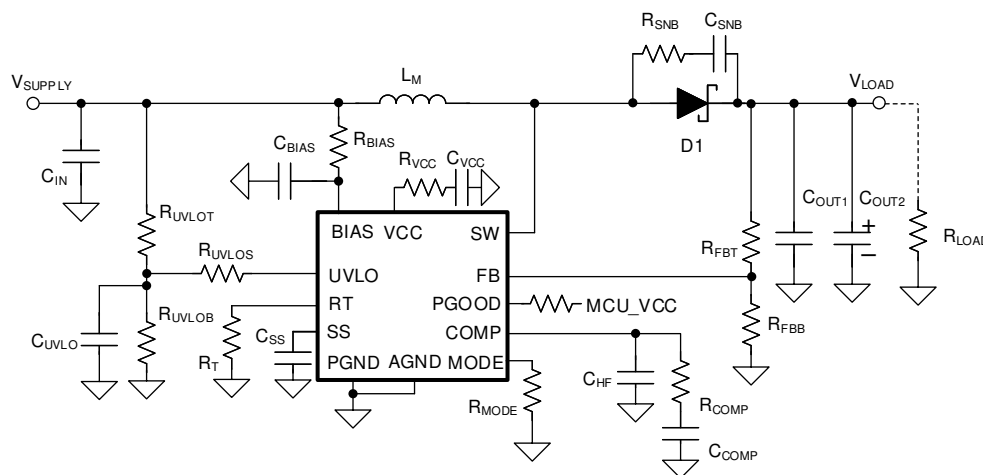 RSNB
CSNB
VSUPPLY
LM
VLOAD
CBIAS
RBIAS
D1
CIN
RVCC
CVCC
RUVLOT
BIAS
VCC
SW
COUT1
COUT2
+
−
RUVLOS
RFBT
RLOAD
UVLO
FB
RT
PGOOD
MCU_VCC
RUVLOB
CSS
SS
COMP
RFBB
CUVLO
RT
PGND
AGND
MODE
CHF
RMODE
RCOMP
CCOMP